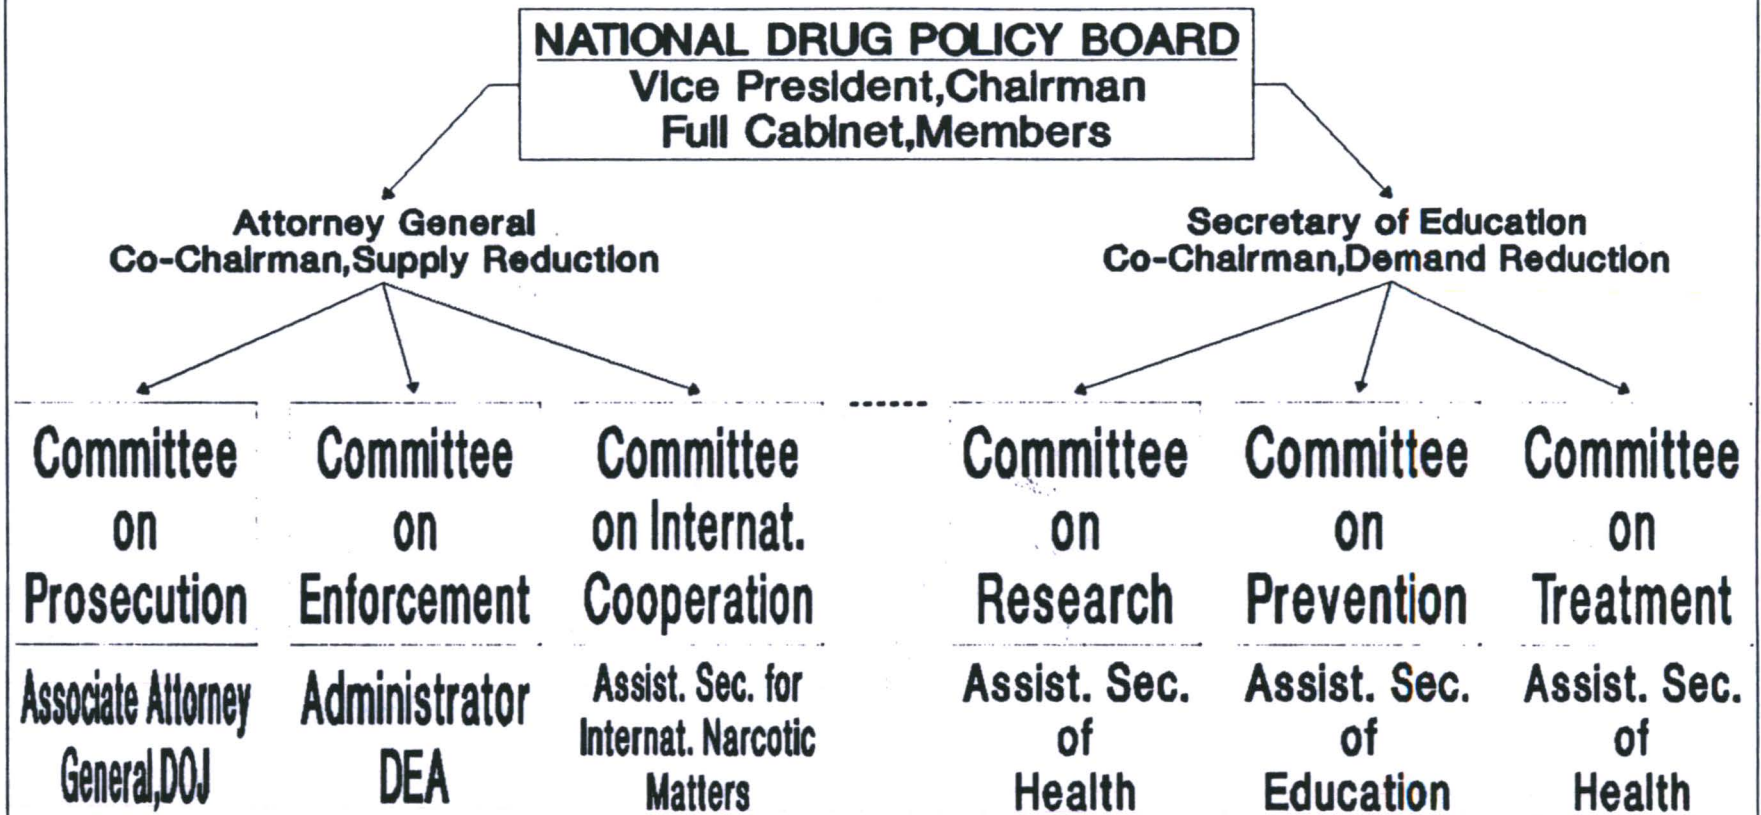 NATIONAL DRUG POLICY BOARD
Vice President,Chairman
Full Cabinet,Members
Attorney General
Co-Chairman,Supply Reduction
Secretary of Education
Co-Chairman,Demand Reduction
Committee
on
Prosecution
Associate Attorney
General,DOJ
Committee
on
Enforcement
Administrator
DEA
Committee
on Internat.
Cooperation
Assist. Sec. for
Internat. Narcotic
Matters
Committee
on
Research
Assist. Sec.
of
Health
Committee
on
Prevention
Assist. Sec.
of
Education
Committee
on
Treatment
Assist. Sec.
of
Health